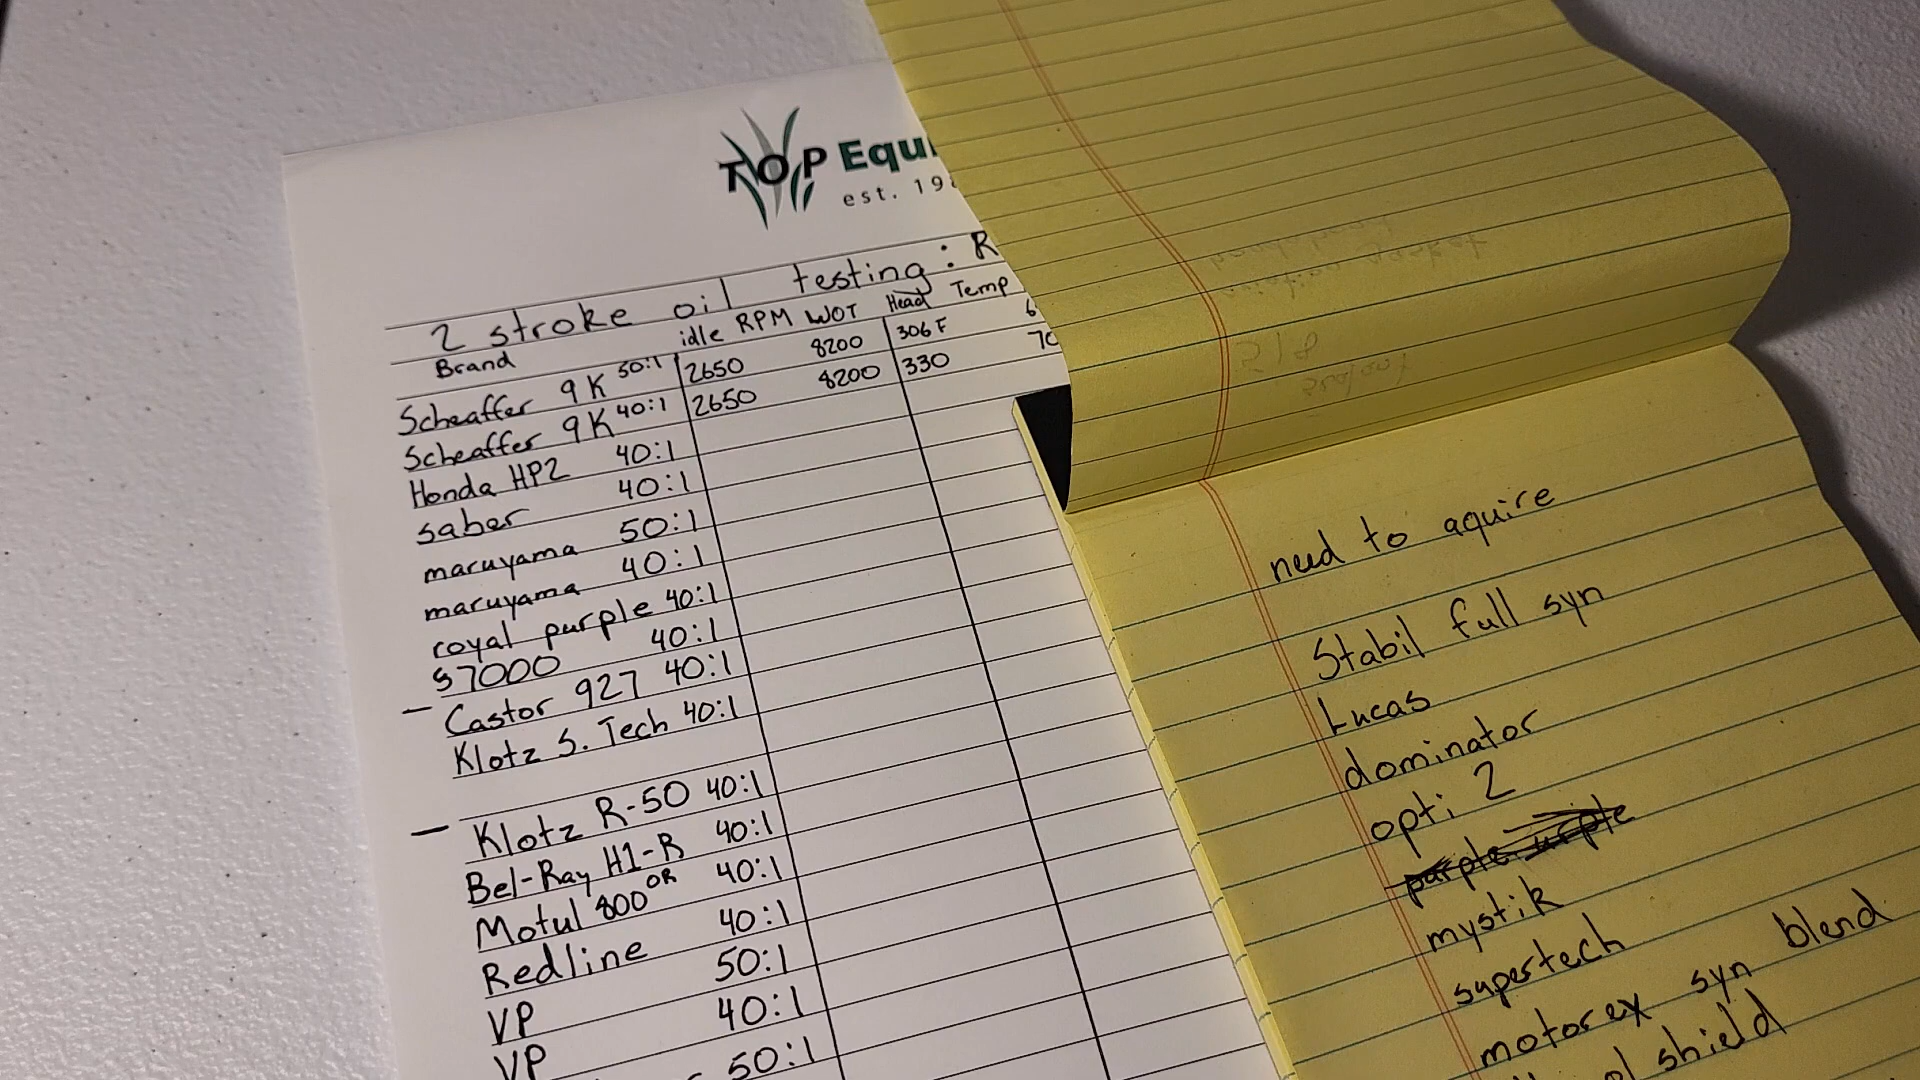 TOP Equi
est. 19
2 stroke oil testing: R
Brand idle RPM WOT Head Temp
Scheaffer 9K 50:1 2650 8200 306 F 6
Scheaffer 9K 40:1 2650 8200 330 70
Honda HP2 40:1
saber 40:1
maruyama 50:1
maruyama 40:1
royal purple 40:1
S7000 40:1
— Castor 927 40:1
Klotz S. Tech 40:1
— Klotz R-50 40:1
Bel-Ray H1-R 40:1
Motul 800 OR 40:1
Redline 40:1
VP 50:1
VP 40:1
50:1
need to aquire
Stabil full syn
Lucas
dominator
opti 2
mystik
supertech
motorex syn blend
shield